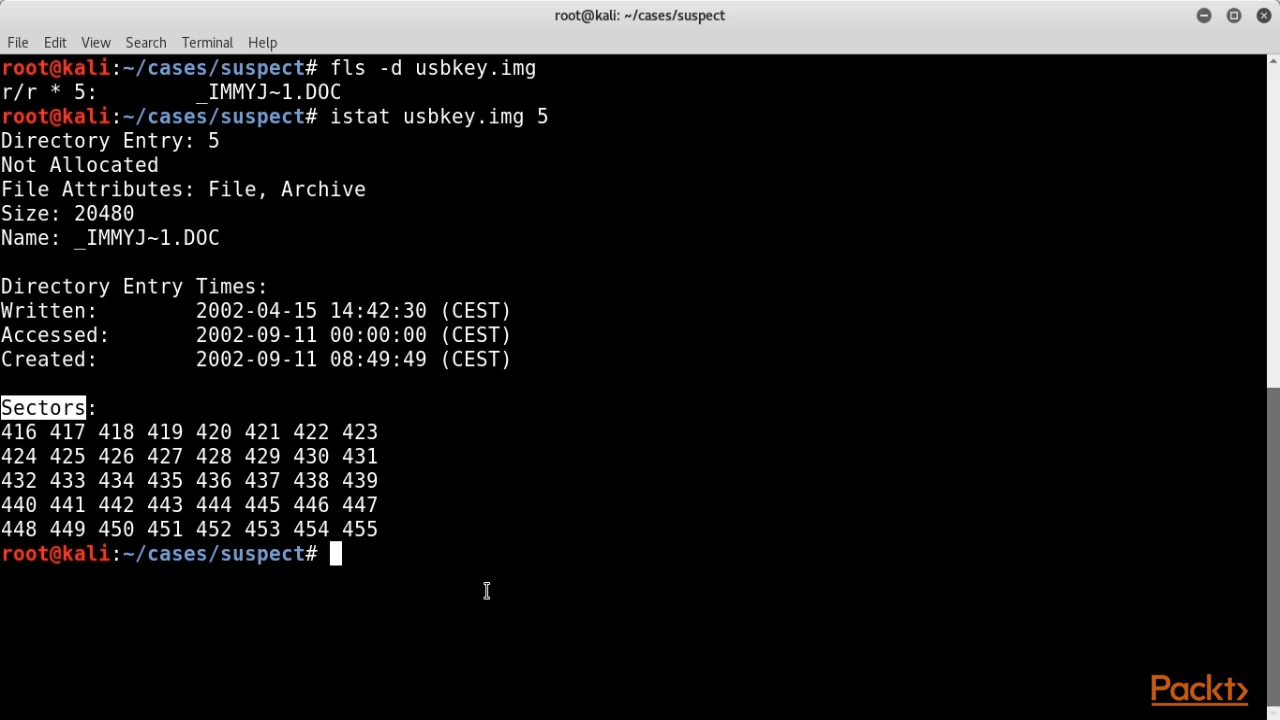 root@kali: ~/cases/suspect
File Edit View Search Terminal Help
root@kali:~/cases/suspect# fls -d usbkey.img
r/r * 5:        _IMMYJ~1.DOC
root@kali:~/cases/suspect# istat usbkey.img 5
Directory Entry: 5
Not Allocated
File Attributes: File, Archive
Size: 20480
Name: _IMMYJ~1.DOC
Directory Entry Times:
Written:        2002-04-15 14:42:30 (CEST)
Accessed:       2002-09-11 00:00:00 (CEST)
Created:        2002-09-11 08:49:49 (CEST)
Sectors:
416 417 418 419 420 421 422 423
424 425 426 427 428 429 430 431
432 433 434 435 436 437 438 439
440 441 442 443 444 445 446 447
448 449 450 451 452 453 454 455
root@kali:~/cases/suspect#
Packt>